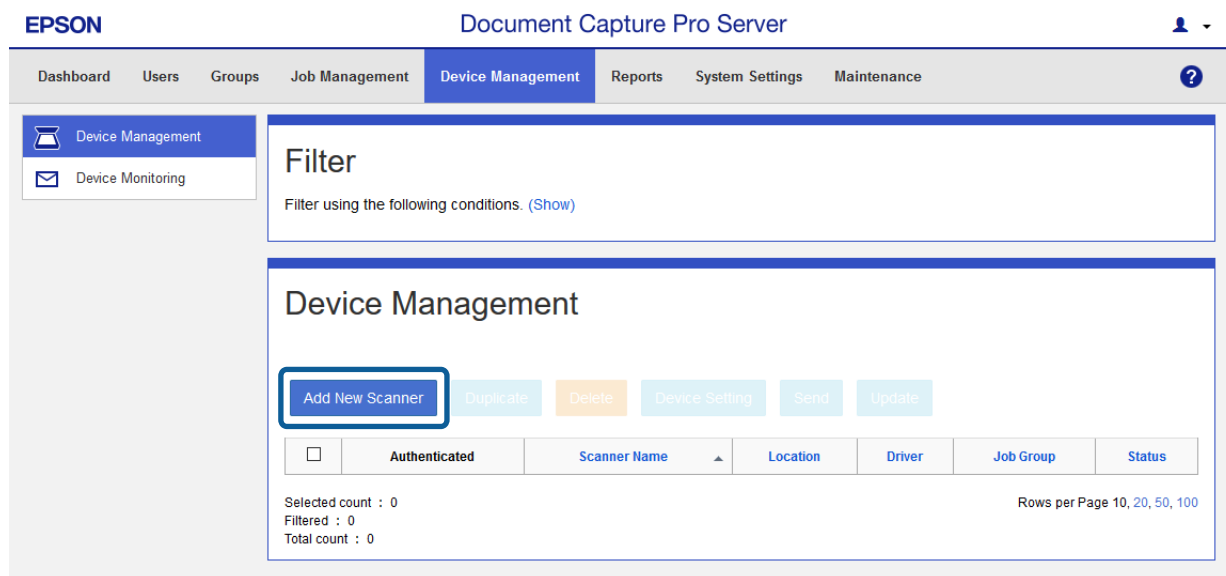 EPSON Document Capture Pro Server
Dashboard Users Groups Job Management Device Management Reports System Settings Maintenance ?
Device Management
Device Monitoring
Filter
Filter using the following conditions. (Show)
Device Management
Add New Scanner Duplicate Delete Device Setting Send Update
Authenticated Scanner Name Location Driver Job Group Status
Selected count : 0 Rows per Page 10, 20, 50, 100
Filtered : 0
Total count : 0